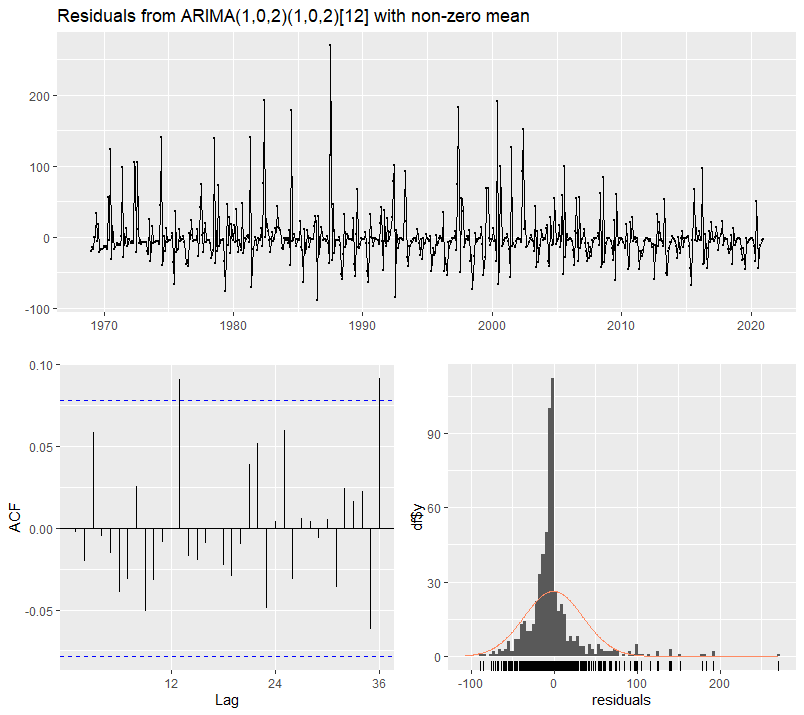 Residuals from ARIMA(1,0,2)(1,0,2)[12] with non-zero mean
200
100
0
-100
1970 1980 1990 2000 2010 2020
0.10
0.05
0.00
-0.05
ACF
12 24 36
Lag
90
60
30
0
df$y
-100 0 100 200
residuals